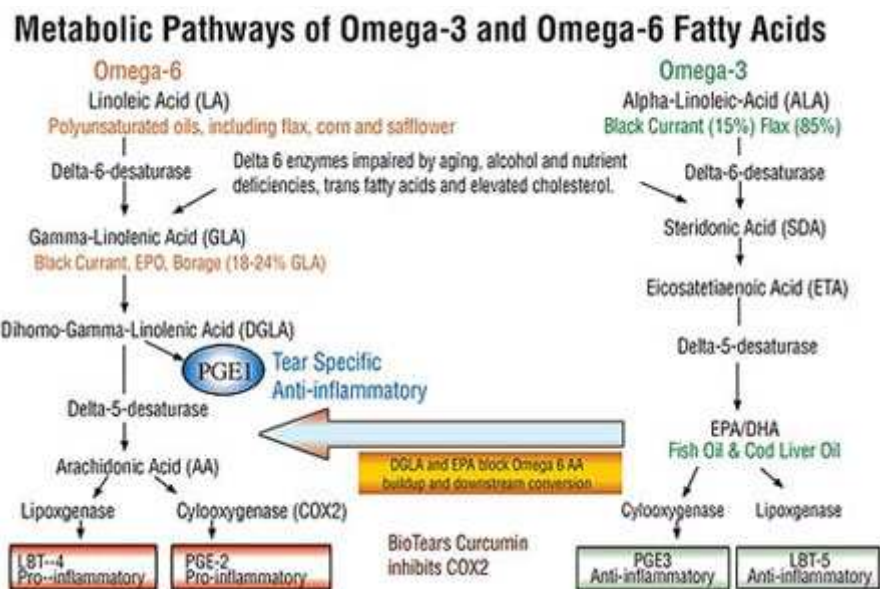 Metabolic Pathways of Omega-3 and Omega-6 Fatty Acids
Omega-6
Linoleic Acid (LA)
Polyunsaturated oils, including flax, corn and safflower
Delta-6-desaturase
Delta 6 enzymes impaired by aging, alcohol and nutrient
deficiencies, trans fatty acids and elevated cholesterol.
Gamma-Linolenic Acid (GLA)
Black Currant, EPO, Borage (18-24% GLA)
Dihomo-Gamma-Linolenic Acid (DGLA)
PGE1
Tear Specific
Anti-inflammatory
Delta-5-desaturase
Arachidonic Acid (AA)
Lipoxgenase
Cylooxygenase (COX2)
LBT--4
Pro--inflammatory
PGE-2
Pro-inflammatory
Omega-3
Alpha-Linoleic-Acid (ALA)
Black Currant (15%) Flax (85%)
Delta-6-desaturase
Steridonic Acid (SDA)
Eicosatetiaenoic Acid (ETA)
Delta-5-desaturase
EPA/DHA
Fish Oil & Cod Liver Oil
DGLA and EPA block Omega 6 AA
buildup and downstream conversion
BioTears Curcumin
inhibits COX2
Cylooxygenase
Lipoxgenase
PGE3
Anti-inflammatory
LBT-5
Anti-inflammatory